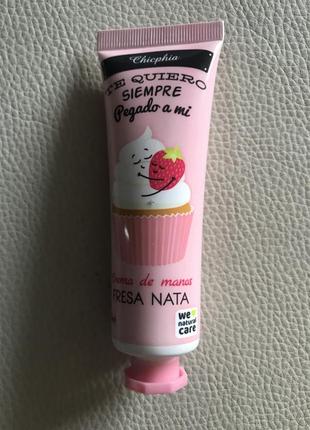 Chicphia
TE QUIERO
SIEMPRE
Pegado a mi
Crema de manos
FRESA NATA
we
natural
care